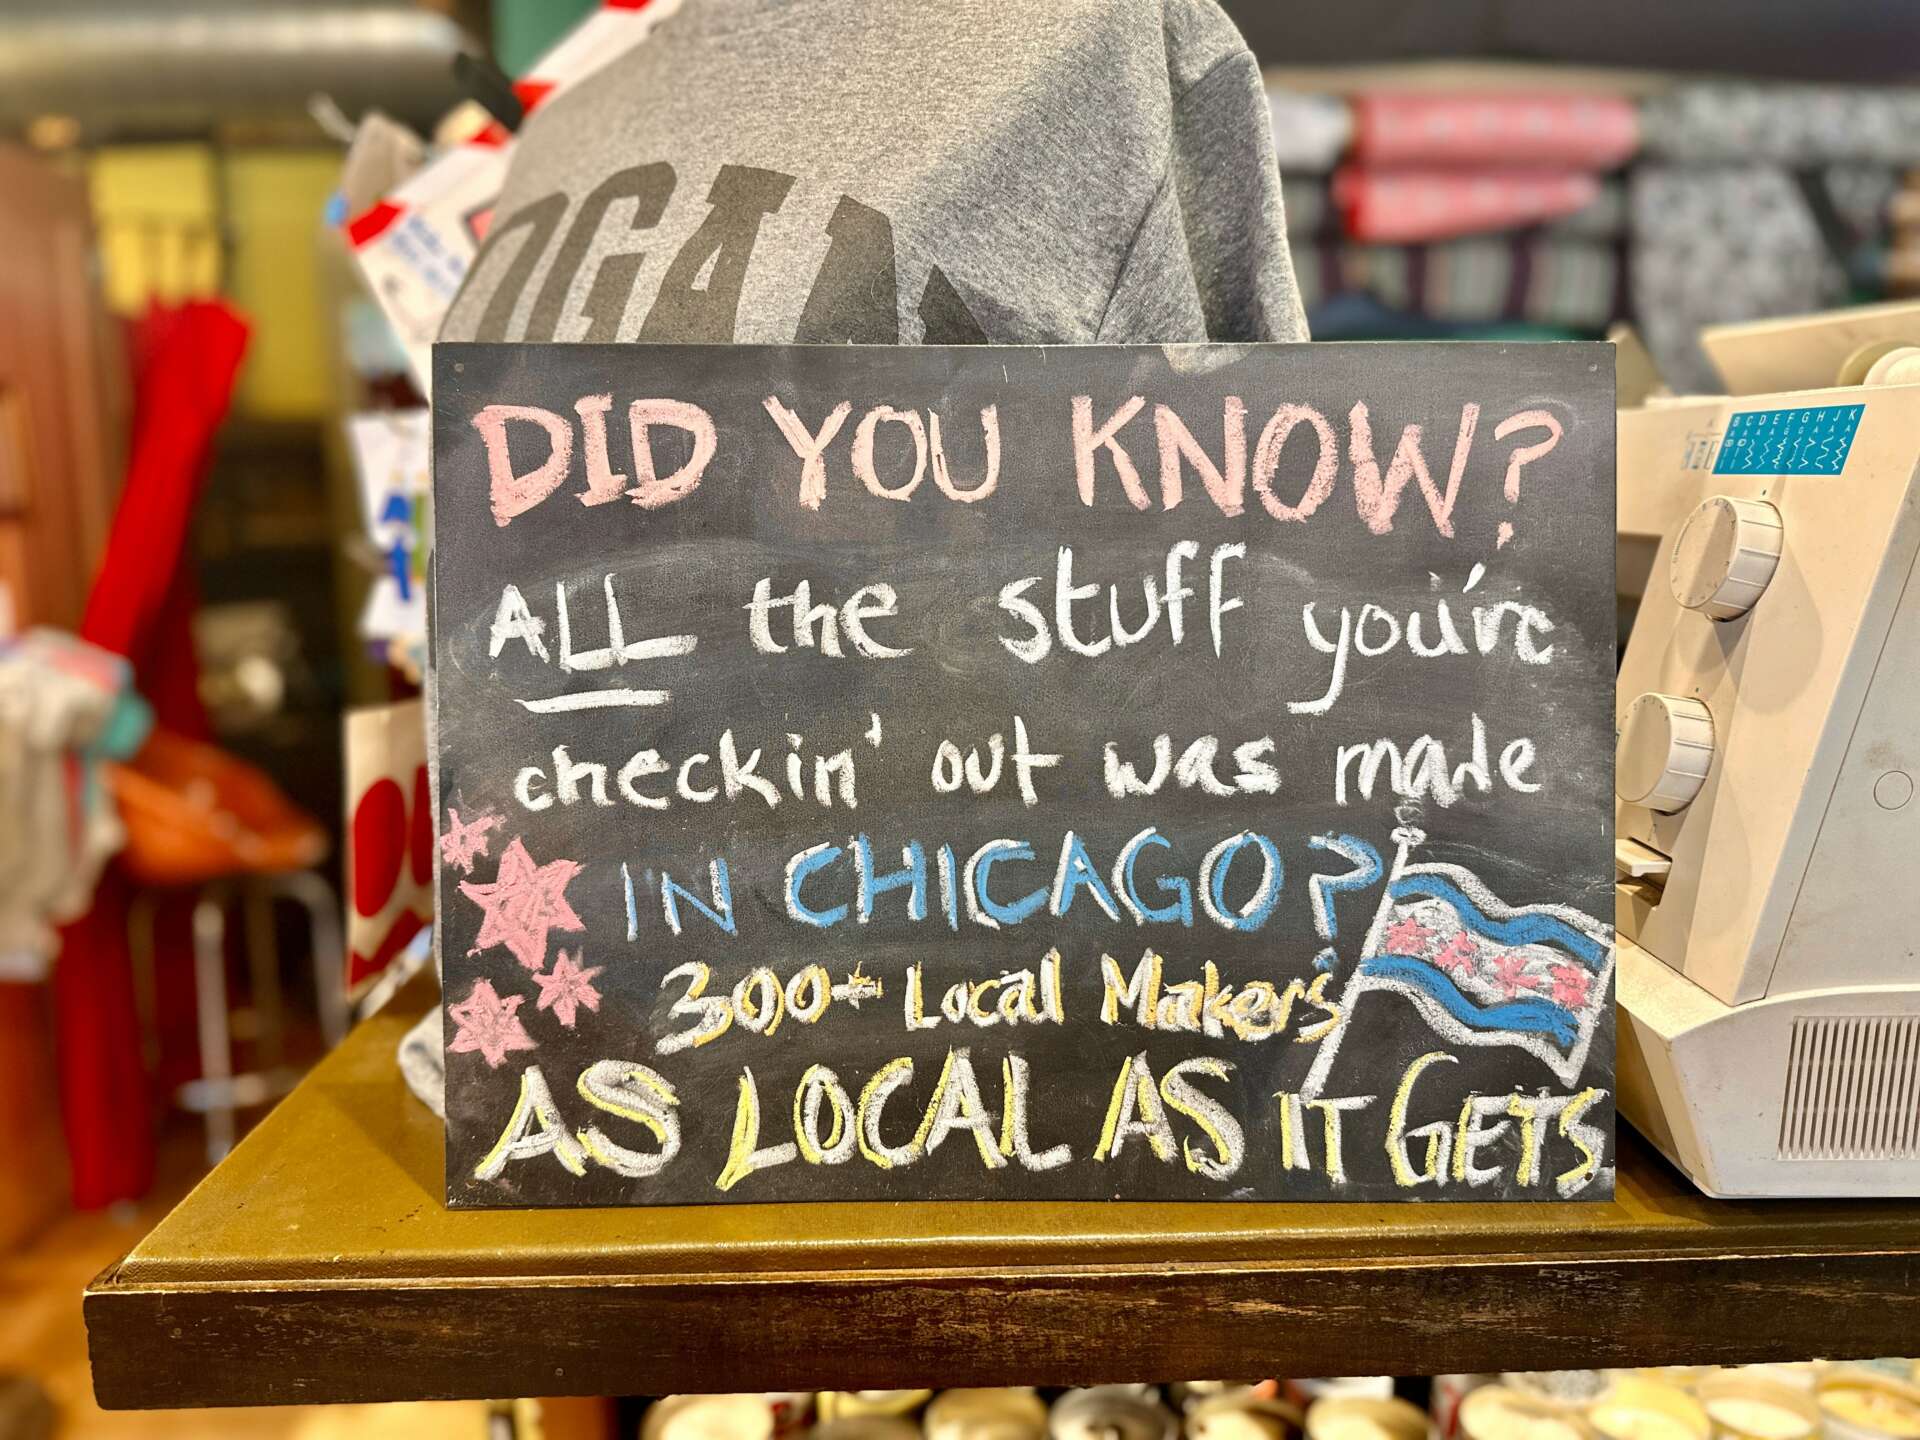 OGAN
DID YOU KNOW?
ALL the stuff you're
checkin' out was made
IN CHICAGO?
300+ Local Makers
AS LOCAL AS IT GETS
B C D E F G H J K